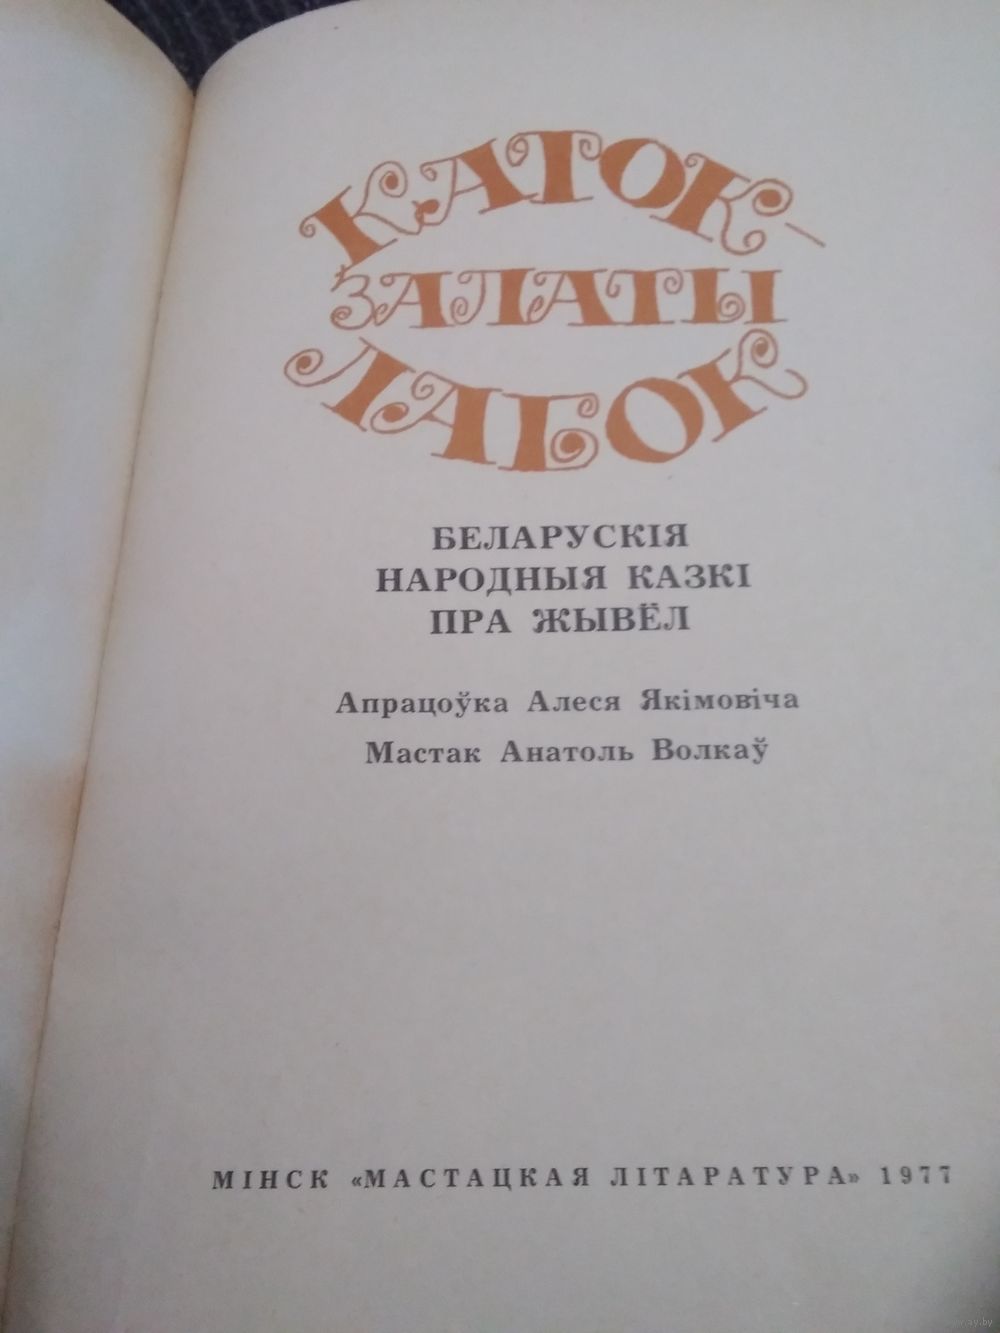 КАТОК-
ЗАЛАТЫ
ЛАБОК
БЕЛАРУСКІЯ
НАРОДНЫЯ КАЗКІ
ПРА ЖЫВЁЛ
Апрацоўка Алеся Якімовіча
Мастак Анатоль Волкаў
МІНСК «МАСТАЦКАЯ ЛІТАРАТУРА» 1977